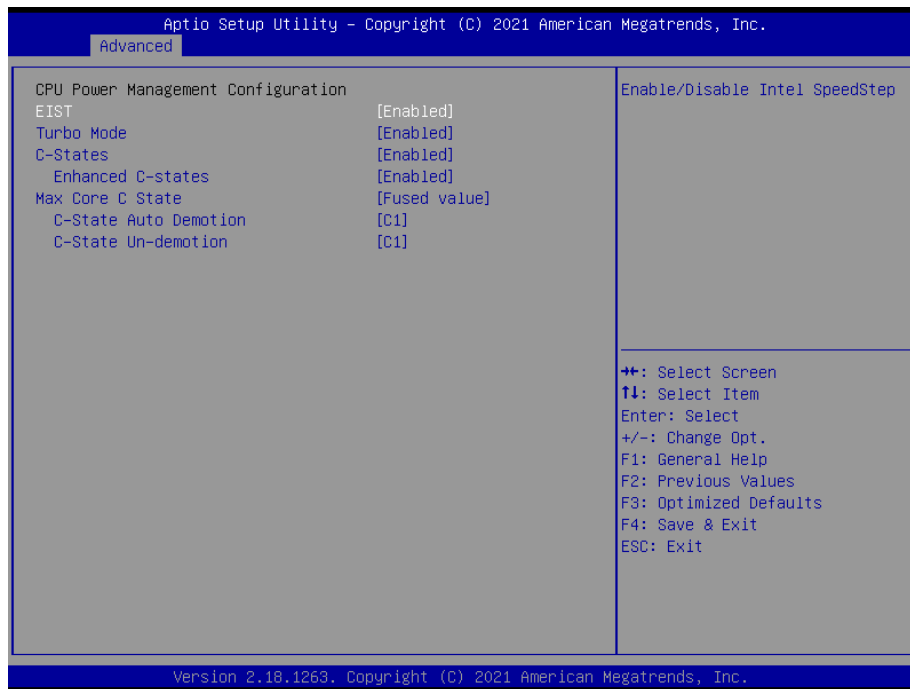 Aptio Setup Utility – Copyright (C) 2021 American Megatrends, Inc.
Advanced
CPU Power Management Configuration
EIST [Enabled]
Turbo Mode [Enabled]
C-States [Enabled]
Enhanced C-states [Enabled]
Max Core C State [Fused value]
C-State Auto Demotion [C1]
C-State Un-demotion [C1]
Enable/Disable Intel SpeedStep
→←: Select Screen
↑↓: Select Item
Enter: Select
+/-: Change Opt.
F1: General Help
F2: Previous Values
F3: Optimized Defaults
F4: Save & Exit
ESC: Exit
Version 2.18.1263. Copyright (C) 2021 American Megatrends, Inc.